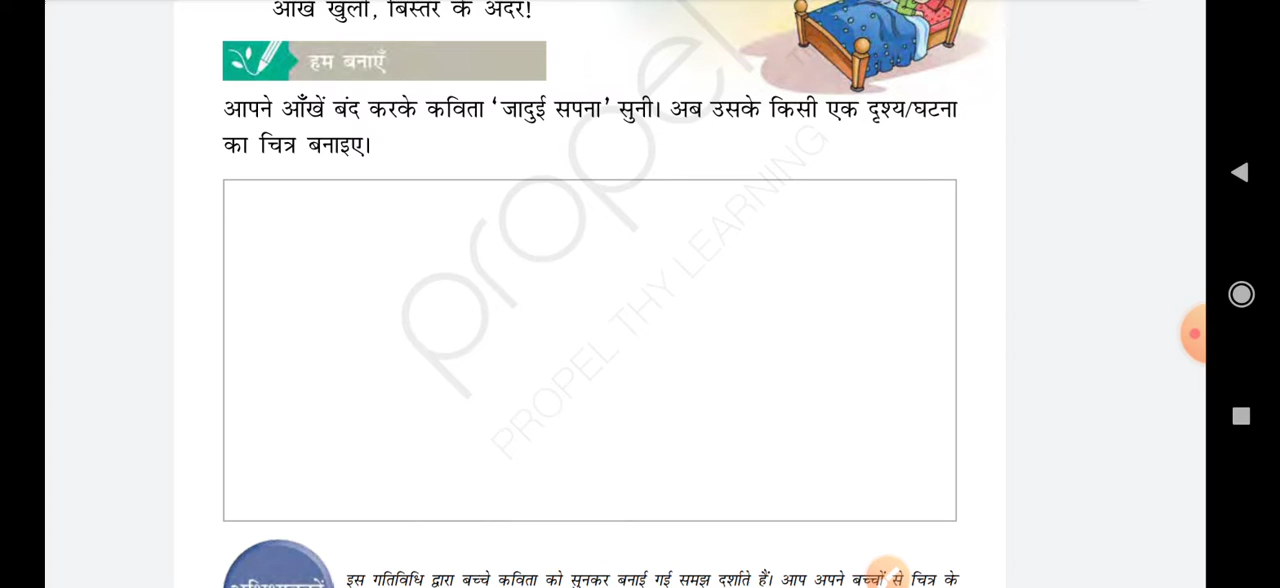 आँख खुली, बिस्तर के अंदर!
हम बनाएँ
आपने आँखें बंद करके कविता ‘जादुई सपना’ सुनी। अब उसके किसी एक दृश्य/घटना
का चित्र बनाइए।
propel
PROPEL THY LEARNING
इस गतिविधि द्वारा बच्चे कविता को सुनकर बनाई गई समझ दर्शाते हैं। आप अपने बच्चों से चित्र के